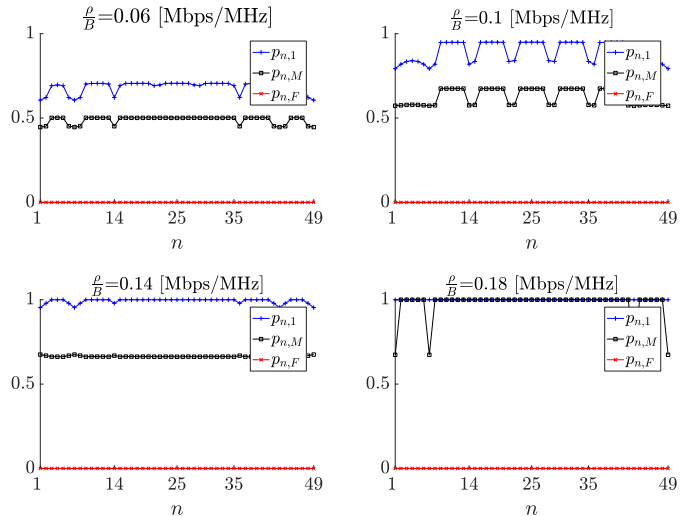 ρ/B=0.06 [Mbps/MHz]
1
0.5
0
1 14 25 35 49
n
p_{n,1}
p_{n,M}
p_{n,F}
ρ/B=0.1 [Mbps/MHz]
1
0.5
0
1 14 25 35 49
n
p_{n,1}
p_{n,M}
p_{n,F}
ρ/B=0.14 [Mbps/MHz]
1
0.5
0
1 14 25 35 49
n
p_{n,1}
p_{n,M}
p_{n,F}
ρ/B=0.18 [Mbps/MHz]
1
0.5
0
1 14 25 35 49
n
p_{n,1}
p_{n,M}
p_{n,F}